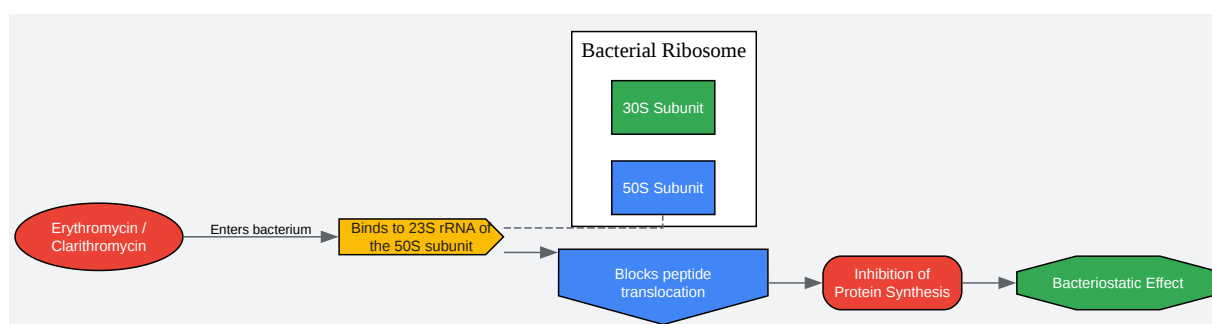 Bacterial Ribosome
30S Subunit
50S Subunit
Erythromycin /
Clarithromycin
Enters bacterium
Binds to 23S rRNA of
the 50S subunit
Blocks peptide
translocation
Inhibition of
Protein Synthesis
Bacteriostatic Effect